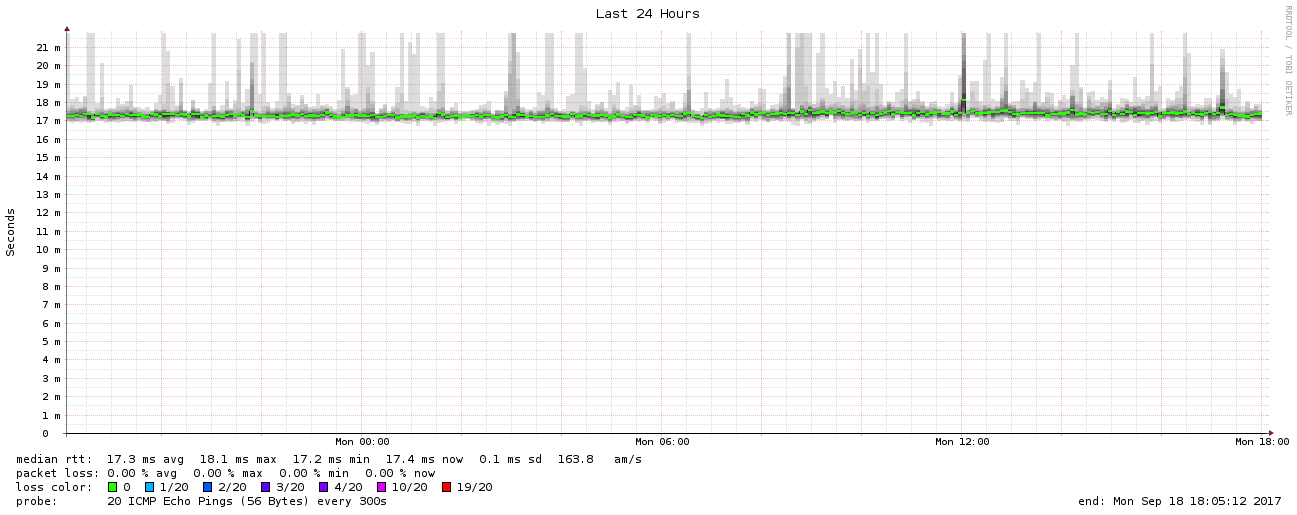 Last 24 Hours
RRDTOOL / TOBI OETIKER
21 m
20 m
19 m
18 m
17 m
16 m
15 m
14 m
13 m
12 m
11 m
10 m
9 m
8 m
7 m
6 m
5 m
4 m
3 m
2 m
1 m
0
Seconds
Mon 00:00 Mon 06:00 Mon 12:00 Mon 18:00
median rtt: 17.3 ms avg 18.1 ms max 17.2 ms min 17.4 ms now 0.1 ms sd 163.8 am/s
packet loss: 0.00 % avg 0.00 % max 0.00 % min 0.00 % now
loss color: 0 1/20 2/20 3/20 4/20 10/20 19/20
probe: 20 ICMP Echo Pings (56 Bytes) every 300s end: Mon Sep 18 18:05:12 2017